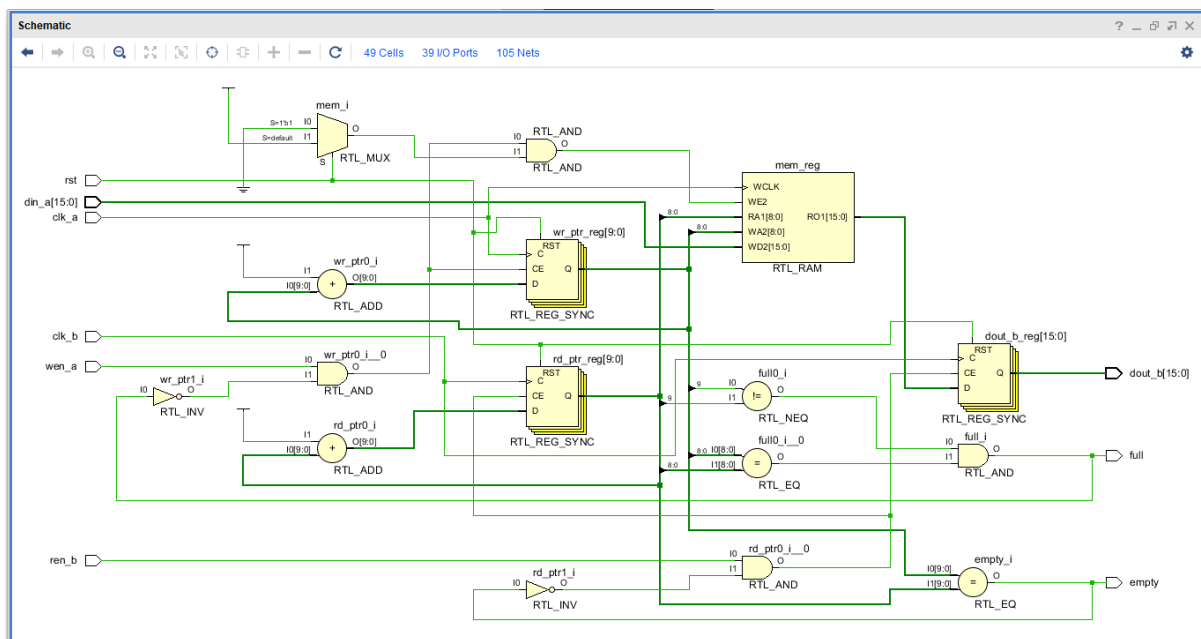 Schematic
49 Cells 39 I/O Ports 105 Nets
mem_i
S=1'b1 I0
S=default I1
O
S
RTL_MUX
RTL_AND
I0
I1
O
RTL_AND
rst
din_a[15:0]
clk_a
mem_reg
WCLK
WE2
8:0 RA1[8:0] RO1[15:0]
8:0 WA2[8:0]
WD2[15:0]
RTL_RAM
wr_ptr_reg[9:0]
RST
C
CE Q
D
RTL_REG_SYNC
wr_ptr0_i
I1
I0[9:0]
+
O[9:0]
RTL_ADD
clk_b
wen_a
wr_ptr0_i__0
I0
I1
O
RTL_AND
wr_ptr1_i
I0 O
RTL_INV
rd_ptr_reg[9:0]
RST
C
CE Q
D
RTL_REG_SYNC
dout_b_reg[15:0]
RST
C
CE Q
D
RTL_REG_SYNC
dout_b[15:0]
rd_ptr0_i
I1
I0[9:0]
+
O[9:0]
RTL_ADD
full0_i
9 I0
9 I1
!=
O
RTL_NEQ
full0_i__0
8:0 I0[8:0]
8:0 I1[8:0]
=
O
RTL_EQ
full_i
I0
I1
O
RTL_AND
full
ren_b
rd_ptr0_i__0
I0
I1
O
RTL_AND
rd_ptr1_i
I0 O
RTL_INV
empty_i
I0[9:0]
I1[9:0]
=
O
RTL_EQ
empty